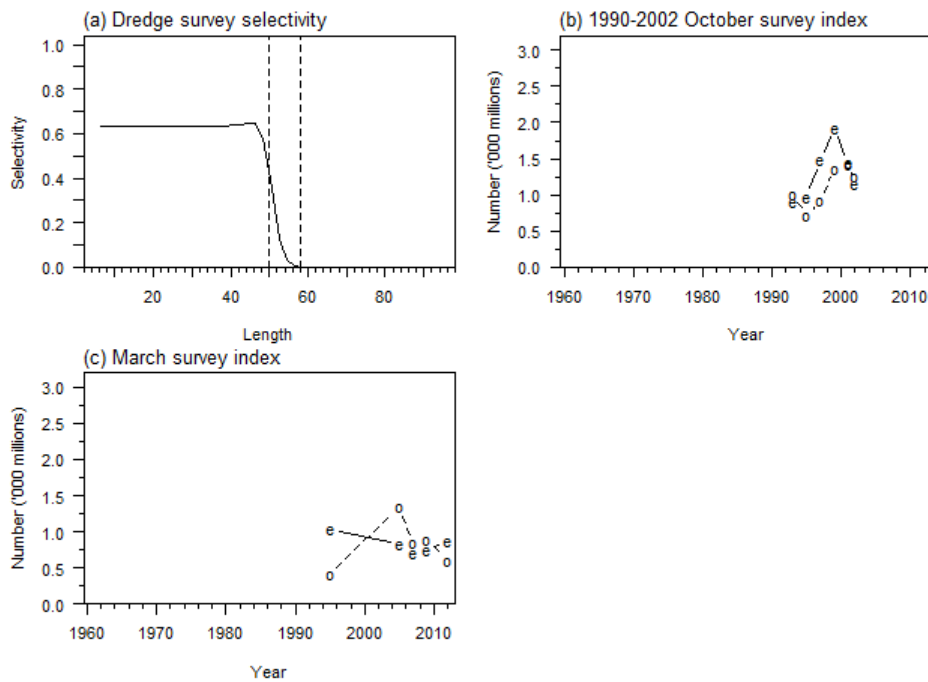 (a) Dredge survey selectivity
1.0
0.8
0.6
0.4
0.2
0.0
Selectivity
20 40 60 80
Length
(b) 1990-2002 October survey index
3.0
2.5
2.0
1.5
1.0
0.5
0.0
Number ('000 millions)
e
e
o
o
e
o
e
o
e
o
e
o
e
o
1960 1970 1980 1990 2000 2010
Year
(c) March survey index
3.0
2.5
2.0
1.5
1.0
0.5
0.0
Number ('000 millions)
e
o
o
e
o
e
o
e
e
o
1960 1970 1980 1990 2000 2010
Year